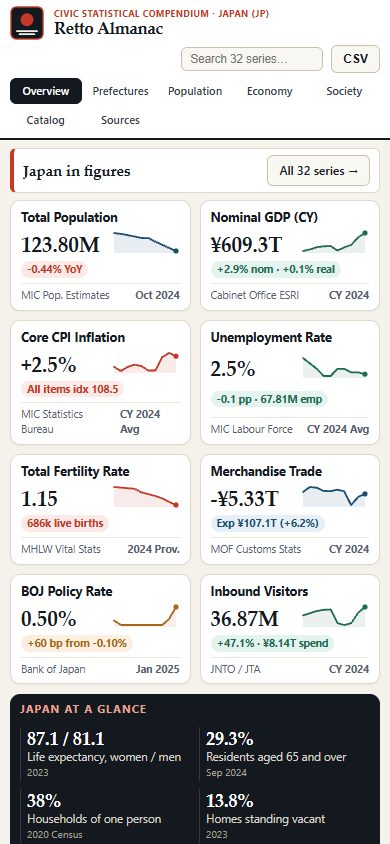 CIVIC STATISTICAL COMPENDIUM · JAPAN (JP)
Retto Almanac
Search 32 series…
CSV
Overview
Prefectures
Population
Economy
Society
Catalog
Sources
Japan in figures
All 32 series →
Total Population
123.80M
-0.44% YoY
MIC Pop. Estimates
Oct 2024
Nominal GDP (CY)
¥609.3T
+2.9% nom · +0.1% real
Cabinet Office ESRI
CY 2024
Core CPI Inflation
+2.5%
All items idx 108.5
MIC Statistics
Bureau
CY 2024
Avg
Unemployment Rate
2.5%
-0.1 pp · 67.81M emp
MIC Labour Force
CY 2024 Avg
Total Fertility Rate
1.15
686k live births
MHLW Vital Stats
2024 Prov.
Merchandise Trade
-¥5.33T
Exp ¥107.1T (+6.2%)
MOF Customs Stats
CY 2024
BOJ Policy Rate
0.50%
+60 bp from -0.10%
Bank of Japan
Jan 2025
Inbound Visitors
36.87M
+47.1% · ¥8.14T spend
JNTO / JTA
CY 2024
JAPAN AT A GLANCE
87.1 / 81.1
Life expectancy, women / men
2023
29.3%
Residents aged 65 and over
Sep 2024
38%
Households of one person
2020 Census
13.8%
Homes standing vacant
2023